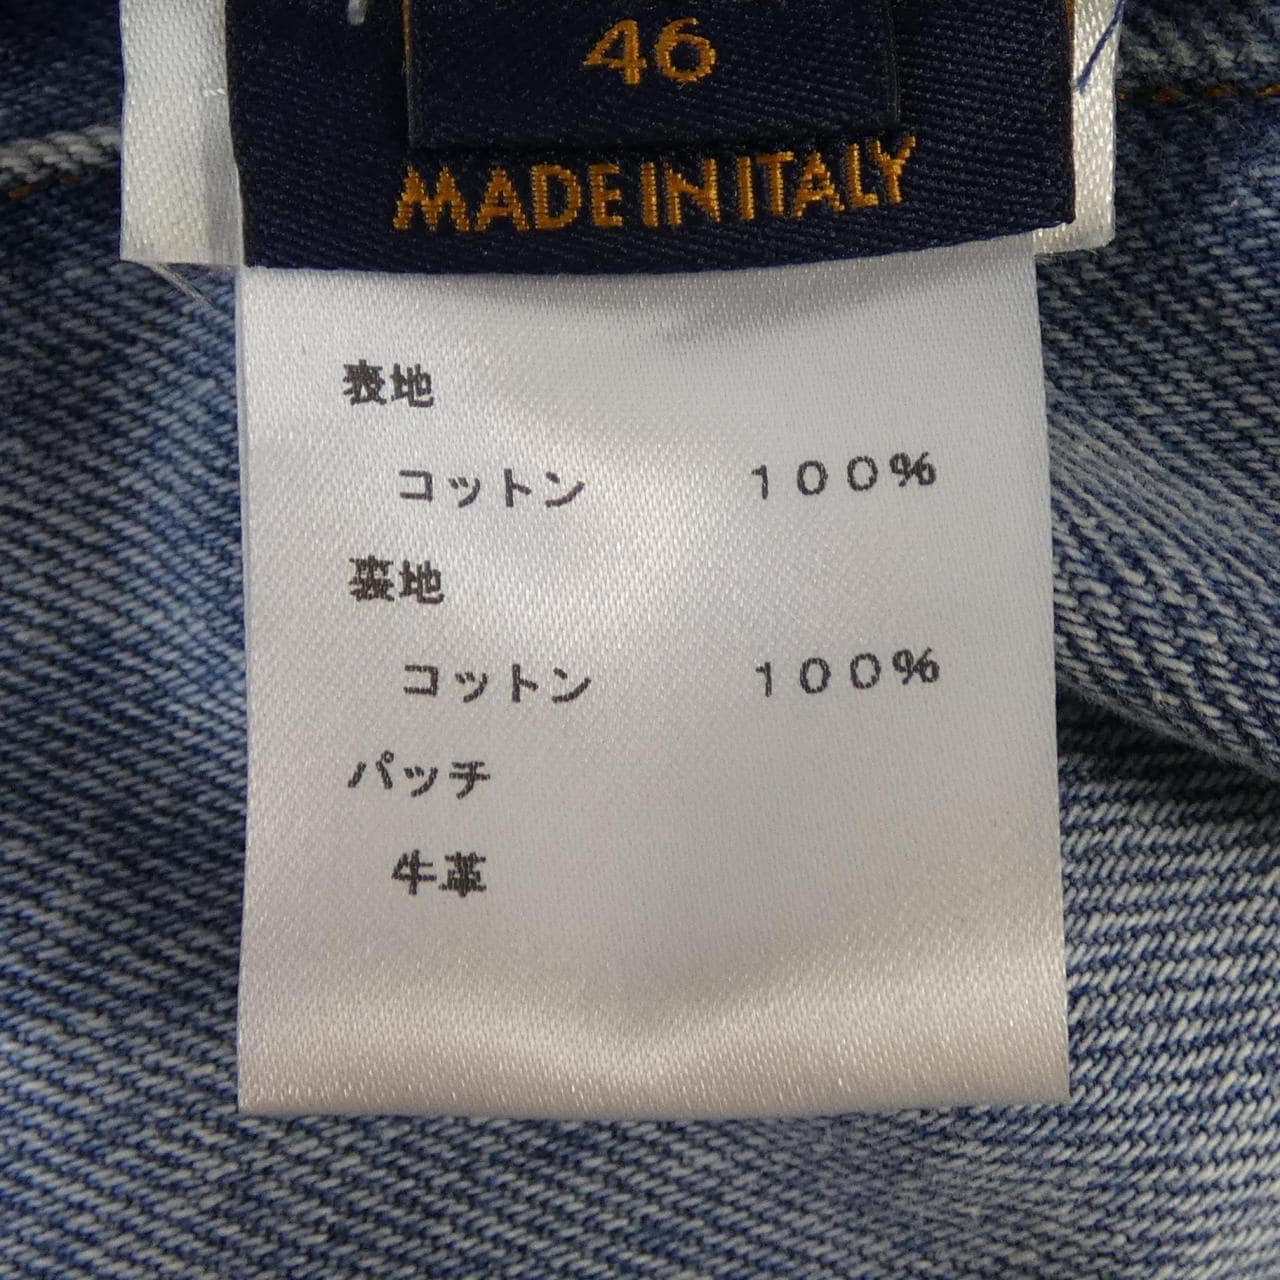 46
MADE IN ITALY
表地
コットン １００%
裏地
コットン １００%
パッチ
牛革